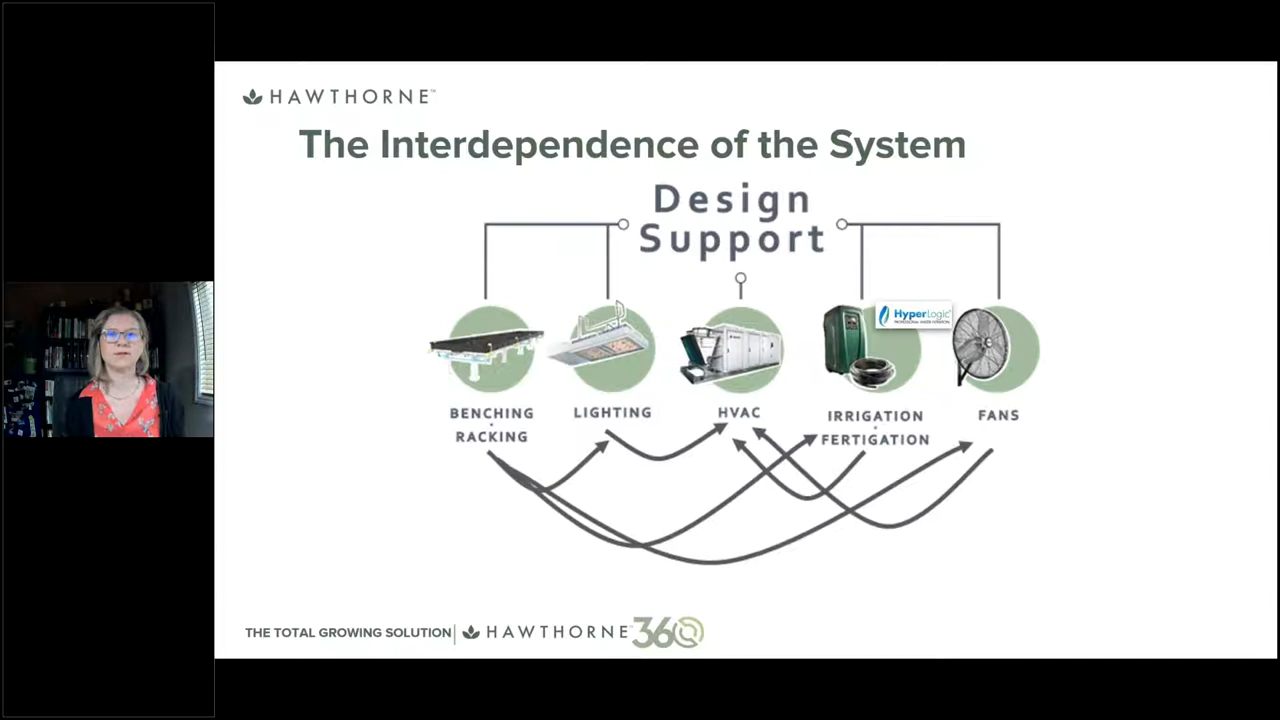 HAWTHORNE™
The Interdependence of the System
Design
Support
HyperLogic
BENCHING
·
RACKING
LIGHTING
HVAC
IRRIGATION
·
FERTIGATION
FANS
THE TOTAL GROWING SOLUTION
HAWTHORNE 360